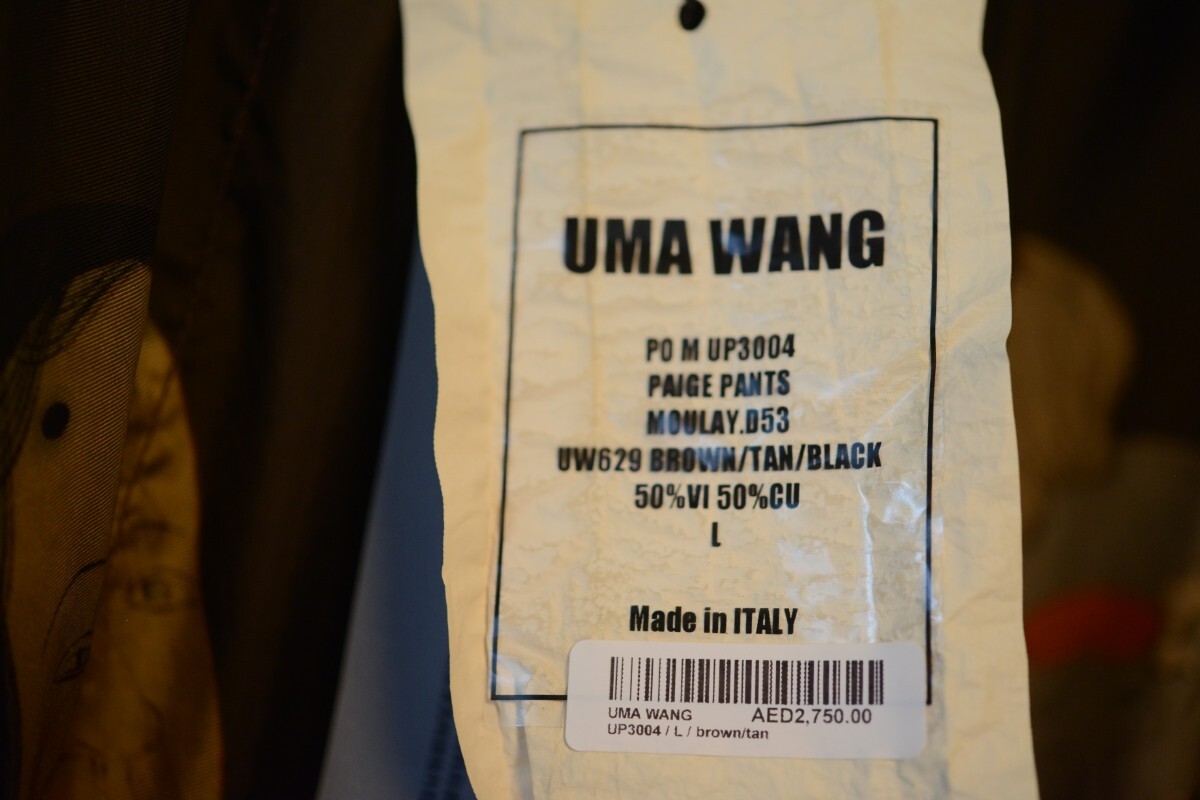 UMA WANG
PO M UP3004
PAIGE PANTS
MOULAY.D53
UW629 BROWN/TAN/BLACK
50%VI 50%CU
L
Made in ITALY
UMA WANG AED2,750.00
UP3004 / L / brown/tan